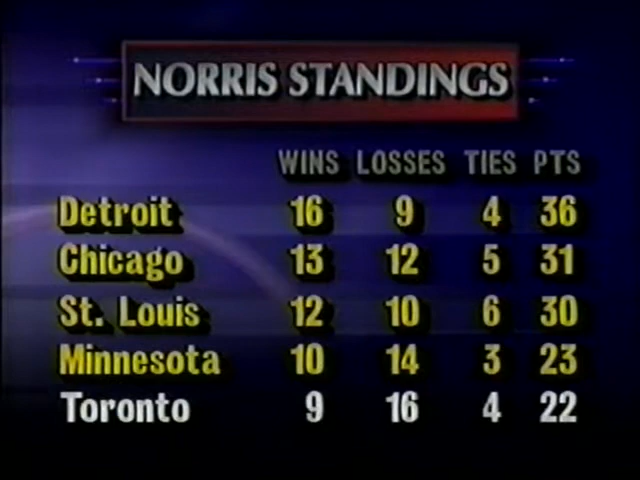 NORRIS STANDINGS
WINS LOSSES TIES PTS
Detroit 16 9 4 36
Chicago 13 12 5 31
St. Louis 12 10 6 30
Minnesota 10 14 3 23
Toronto 9 16 4 22